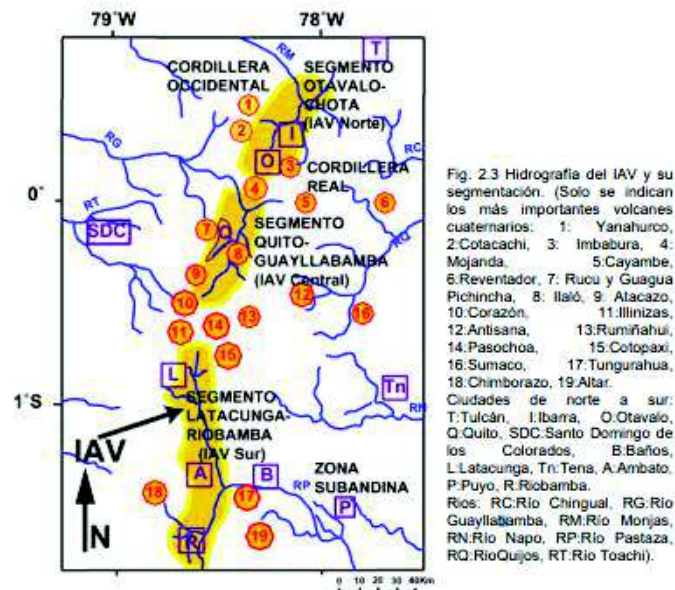 79°W 78°W
RM
T
CORDILLERA
OCCIDENTAL
SEGMENTO
OTAVALO-
CHOTA
(IAV Norte)
1
2
I
RG
O
3
RC
CORDILLERA
REAL
4
0°
5
6
RT
SDC
7
Q
SEGMENTO
QUITO-
GUAYLLABAMBA
(IAV Central)
RQ
8
9
10
12
11
14
13
16
15
L
Tn
1°S
SEGMENTO
LATACUNGA-
RIOBAMBA
(IAV Sur)
RN
IAV
A
B
ZONA
SUBANDINA
18
17
RP
P
N
R
19
0 10 20 30 40Km
Fig. 2.3 Hidrografía del IAV y su
segmentación. (Solo se indican
los más importantes volcanes
cuaternarios: 1: Yanahurco,
2:Cotacachi, 3: Imbabura, 4:
Mojanda, 5:Cayambe,
6:Reventador, 7: Rucu y Guagua
Pichincha, 8: Ilaló, 9: Atacazo,
10:Corazón, 11:Illinizas,
12:Antisana, 13:Rumiñahui,
14:Pasochoa, 15:Cotopaxi,
16:Sumaco, 17:Tungurahua,
18:Chimborazo, 19:Altar.
Ciudades de norte a sur:
T:Tulcán, I:Ibarra, O:Otavalo,
Q:Quito, SDC:Santo Domingo de
los Colorados, B:Baños,
L:Latacunga, Tn:Tena, A:Ambato,
P:Puyo, R:Riobamba.
Rios: RC:Río Chingual, RG:Río
Guayllabamba, RM:Río Monjas,
RN:Río Napo, RP:Río Pastaza,
RQ:RíoQuijos, RT:Río Toachi).